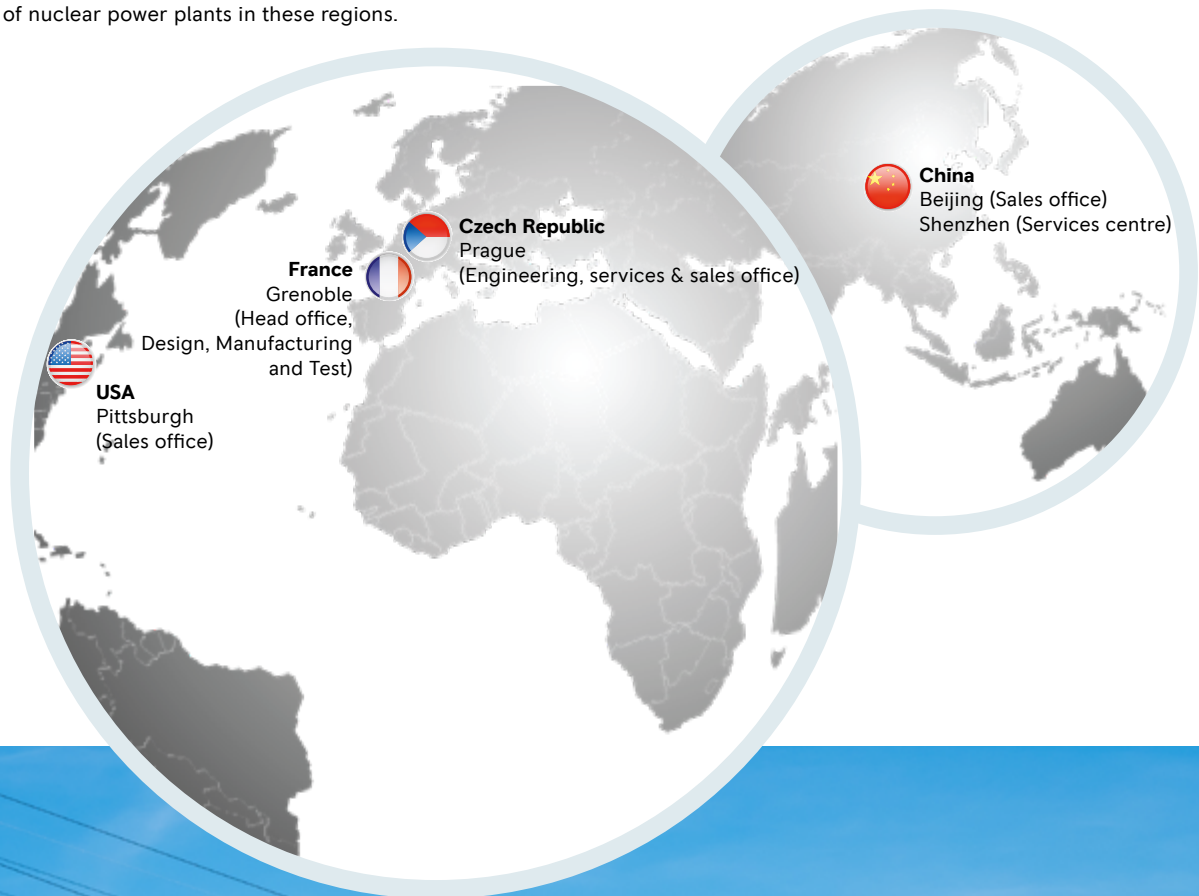 of nuclear power plants in these regions.
China
Beijing (Sales office)
Shenzhen (Services centre)
Czech Republic
Prague
(Engineering, services & sales office)
France
Grenoble
(Head office,
Design, Manufacturing
and Test)
USA
Pittsburgh
(Sales office)